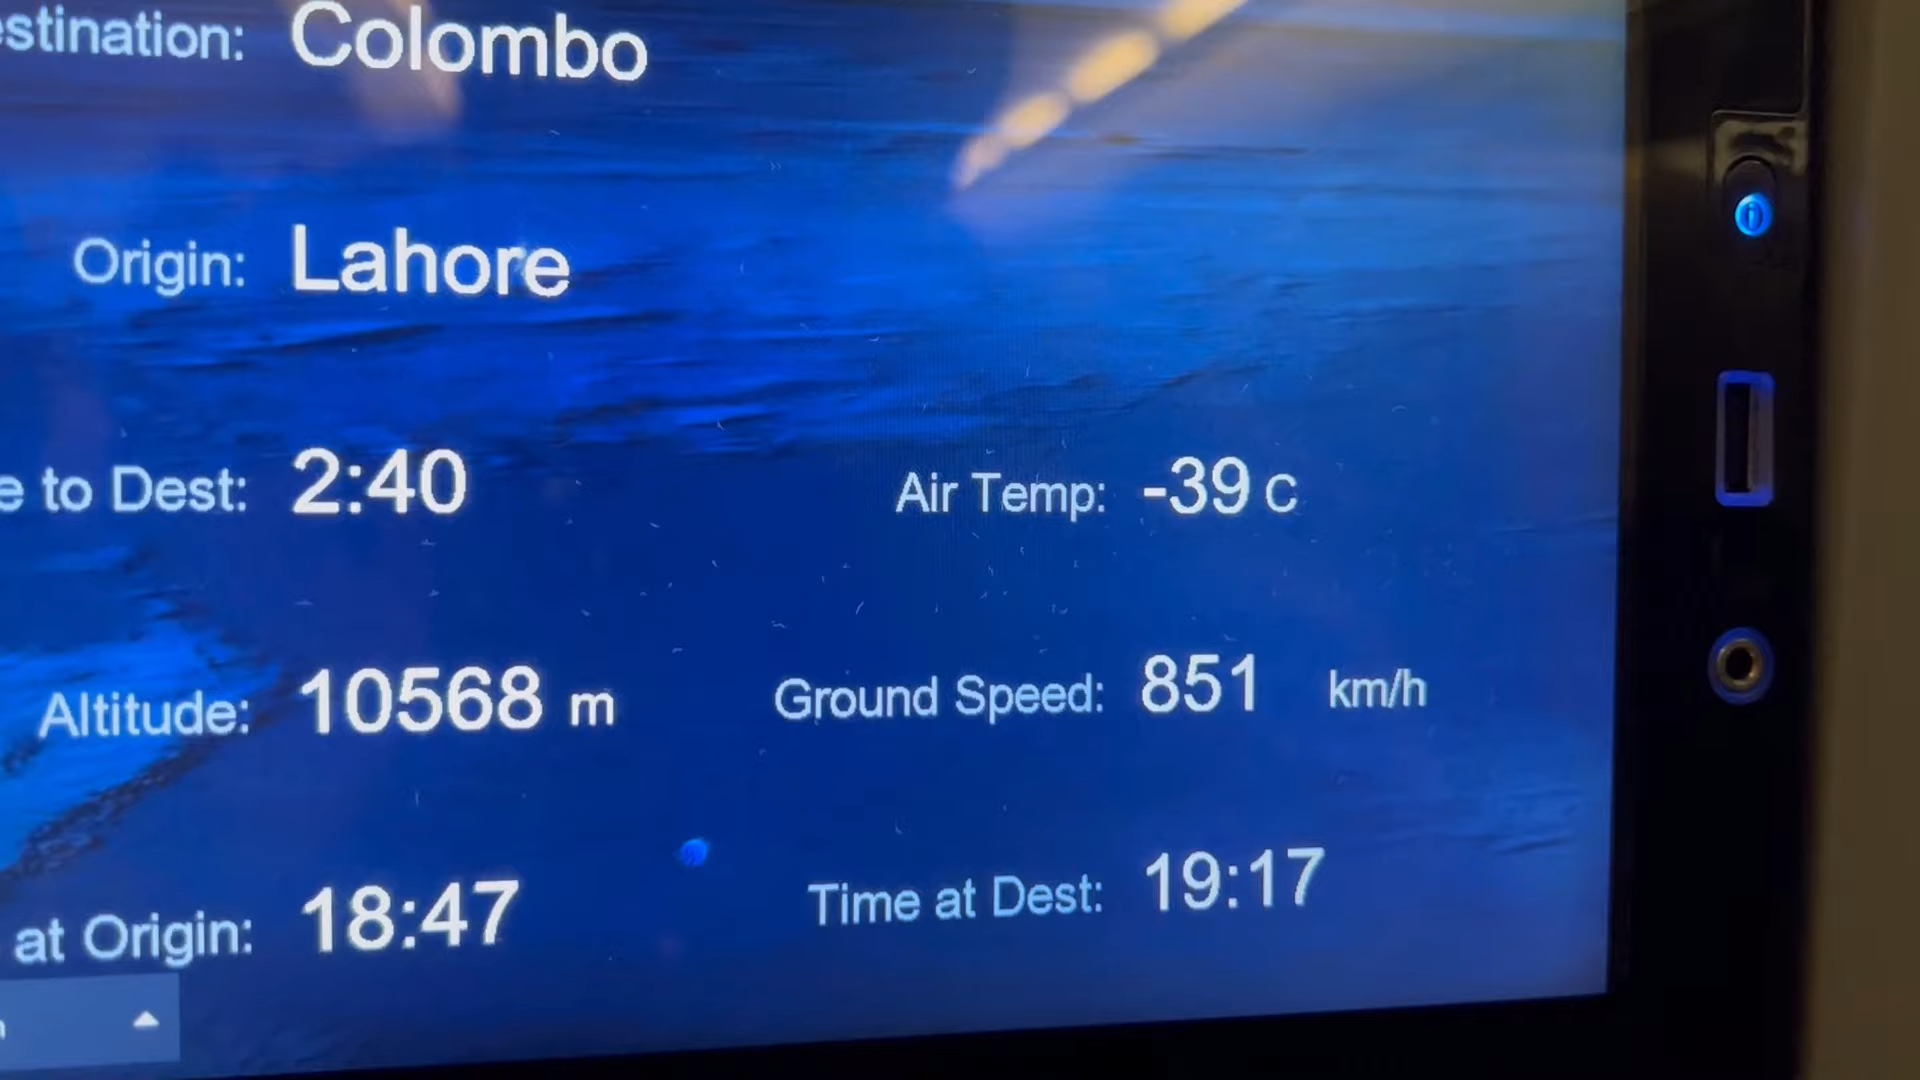 stination: Colombo
Origin: Lahore
e to Dest: 2:40 Air Temp: -39 C
Altitude: 10568 m Ground Speed: 851 km/h
at Origin: 18:47 Time at Dest: 19:17